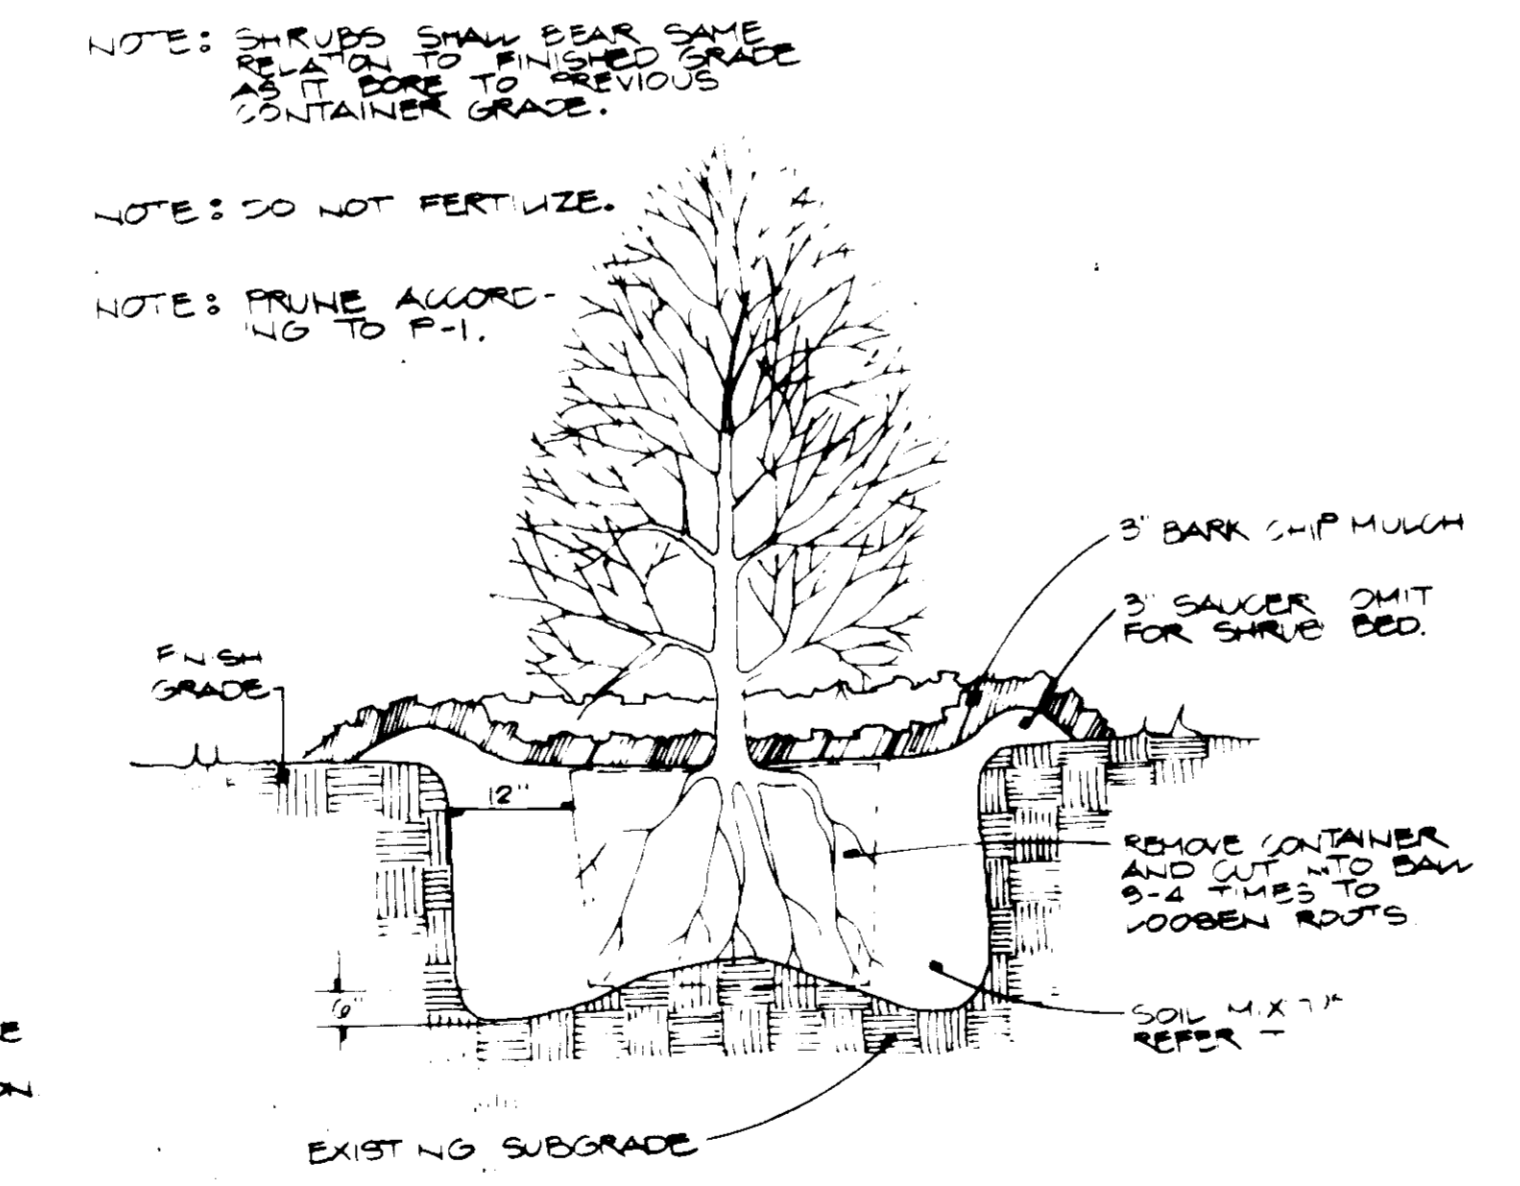 NOTE: SHRUBS SHALL BEAR SAME
RELATION TO FINISHED GRADE
AS IT BORE TO PREVIOUS
CONTAINER GRADE.
NOTE: DO NOT FERTILIZE.
NOTE: PRUNE ACCORD-
ING TO P-1.
3" BARK CHIP MULCH
3" SAUCER OMIT
FOR SHRUB BED.
FINISH
GRADE
12"
REMOVE CONTAINER
AND CUT INTO BALL
3-4 TIMES TO
LOOSEN ROOTS
6"
SOIL MIX
REFER
EXISTING SUBGRADE